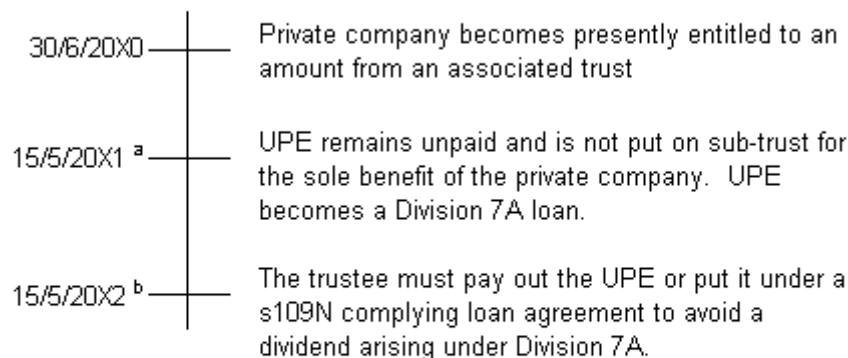 30/6/20X0
Private company becomes presently entitled to an
amount from an associated trust
15/5/20X1 a
UPE remains unpaid and is not put on sub-trust for
the sole benefit of the private company. UPE
becomes a Division 7A loan.
15/5/20X2 b
The trustee must pay out the UPE or put it under a
s109N complying loan agreement to avoid a
dividend arising under Division 7A.